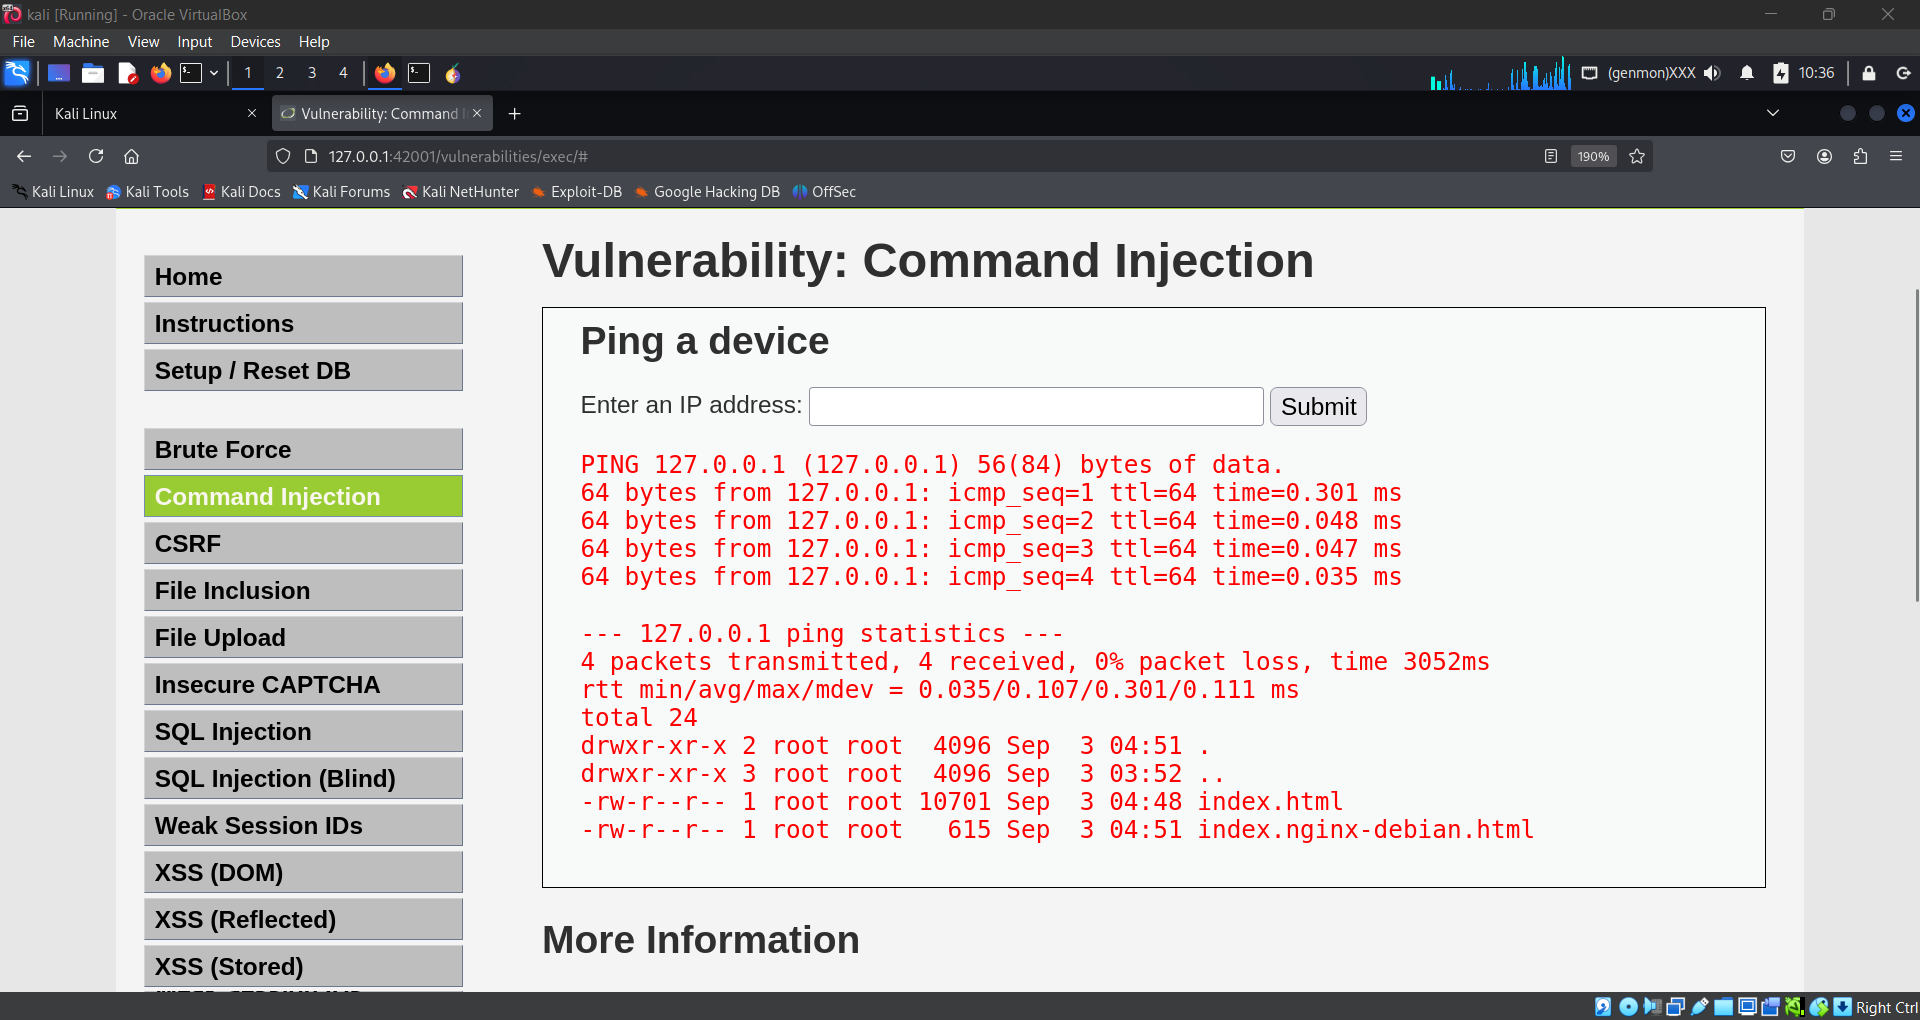 kali [Running] - Oracle VirtualBox
File Machine View Input Devices Help
1 2 3 4
(genmon)XXX 10:36
Kali Linux
Vulnerability: Command I
127.0.0.1:42001/vulnerabilities/exec/#
190%
Kali Linux Kali Tools Kali Docs Kali Forums Kali NetHunter Exploit-DB Google Hacking DB OffSec
Home
Instructions
Setup / Reset DB
Brute Force
Command Injection
CSRF
File Inclusion
File Upload
Insecure CAPTCHA
SQL Injection
SQL Injection (Blind)
Weak Session IDs
XSS (DOM)
XSS (Reflected)
XSS (Stored)
Vulnerability: Command Injection
Ping a device
Enter an IP address: Submit
PING 127.0.0.1 (127.0.0.1) 56(84) bytes of data.
64 bytes from 127.0.0.1: icmp_seq=1 ttl=64 time=0.301 ms
64 bytes from 127.0.0.1: icmp_seq=2 ttl=64 time=0.048 ms
64 bytes from 127.0.0.1: icmp_seq=3 ttl=64 time=0.047 ms
64 bytes from 127.0.0.1: icmp_seq=4 ttl=64 time=0.035 ms
--- 127.0.0.1 ping statistics ---
4 packets transmitted, 4 received, 0% packet loss, time 3052ms
rtt min/avg/max/mdev = 0.035/0.107/0.301/0.111 ms
total 24
drwxr-xr-x 2 root root  4096 Sep  3 04:51 .
drwxr-xr-x 3 root root  4096 Sep  3 03:52 ..
-rw-r--r-- 1 root root 10701 Sep  3 04:48 index.html
-rw-r--r-- 1 root root   615 Sep  3 04:51 index.nginx-debian.html
More Information
Right Ctrl